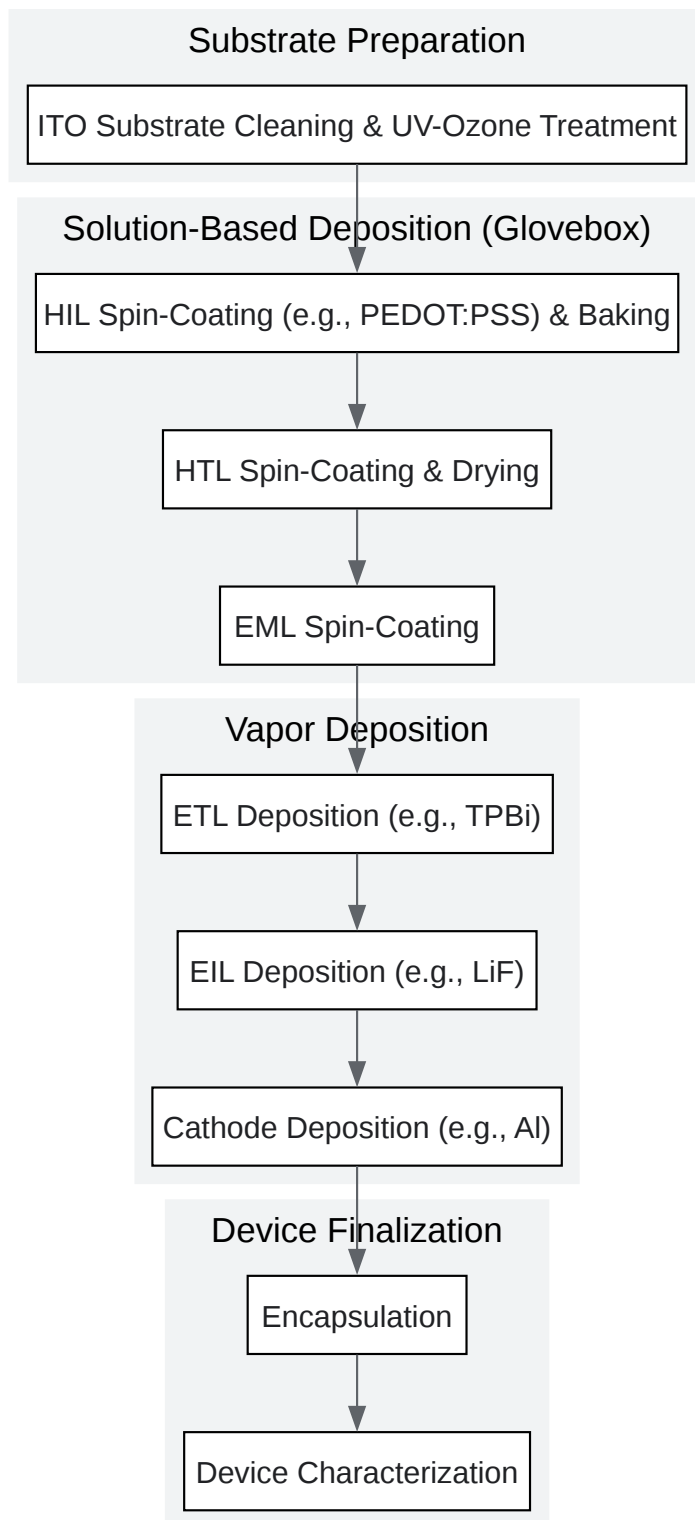 Substrate Preparation
ITO Substrate Cleaning & UV-Ozone Treatment
Solution-Based Deposition (Glovebox)
HIL Spin-Coating (e.g., PEDOT:PSS) & Baking
HTL Spin-Coating & Drying
EML Spin-Coating
Vapor Deposition
ETL Deposition (e.g., TPBi)
EIL Deposition (e.g., LiF)
Cathode Deposition (e.g., Al)
Device Finalization
Encapsulation
Device Characterization